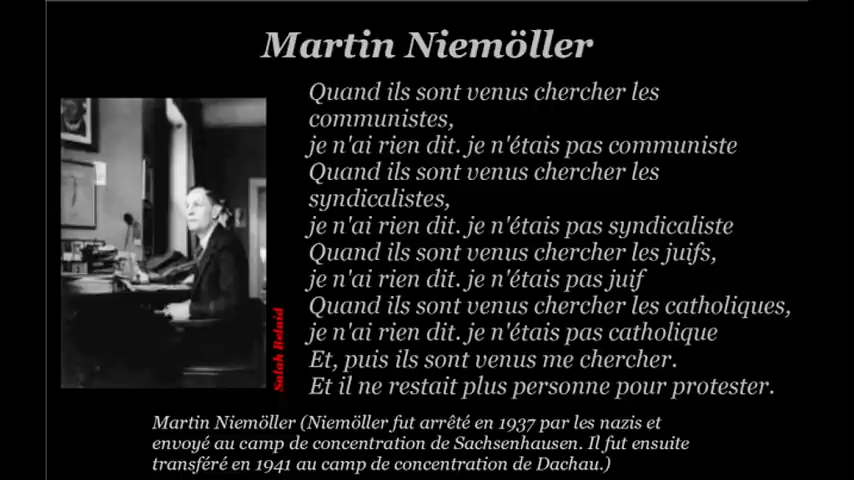 Martin Niemöller
Quand ils sont venus chercher les
communistes,
je n'ai rien dit. je n'étais pas communiste
Quand ils sont venus chercher les
syndicalistes,
je n'ai rien dit. je n'étais pas syndicaliste
Quand ils sont venus chercher les juifs,
je n'ai rien dit. je n'étais pas juif
Quand ils sont venus chercher les catholiques,
je n'ai rien dit. je n'étais pas catholique
Et, puis ils sont venus me chercher.
Et il ne restait plus personne pour protester.
Salah Belaid
Martin Niemöller (Niemöller fut arrêté en 1937 par les nazis et
envoyé au camp de concentration de Sachsenhausen. Il fut ensuite
transféré en 1941 au camp de concentration de Dachau.)